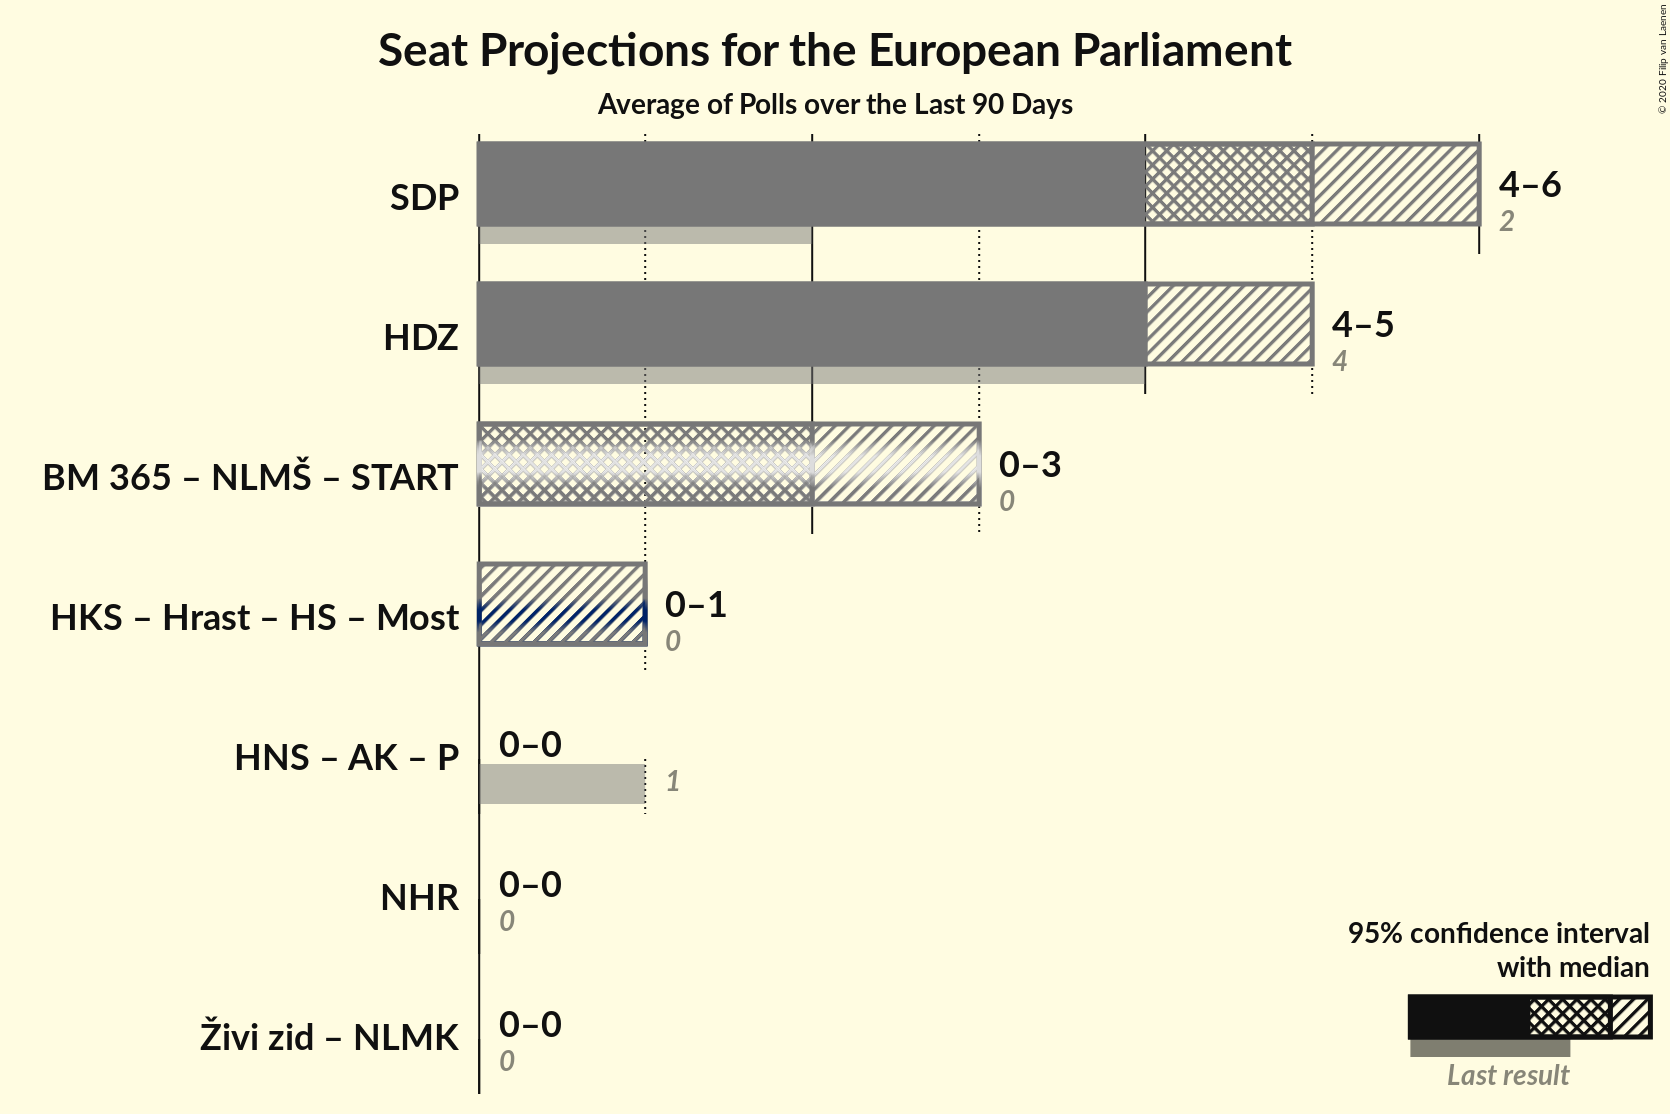 Seat Projections for the European Parliament
Average of Polls over the Last 90 Days
© 2020 Filip van Laenen
SDP
4–6
2
HDZ
4–5
4
BM 365 – NLMŠ – START
0–3
0
HKS – Hrast – HS – Most
0–1
0
HNS – AK – P
0–0
1
NHR
0–0
0
Živi zid – NLMK
0–0
0
95% confidence interval
with median
Last result